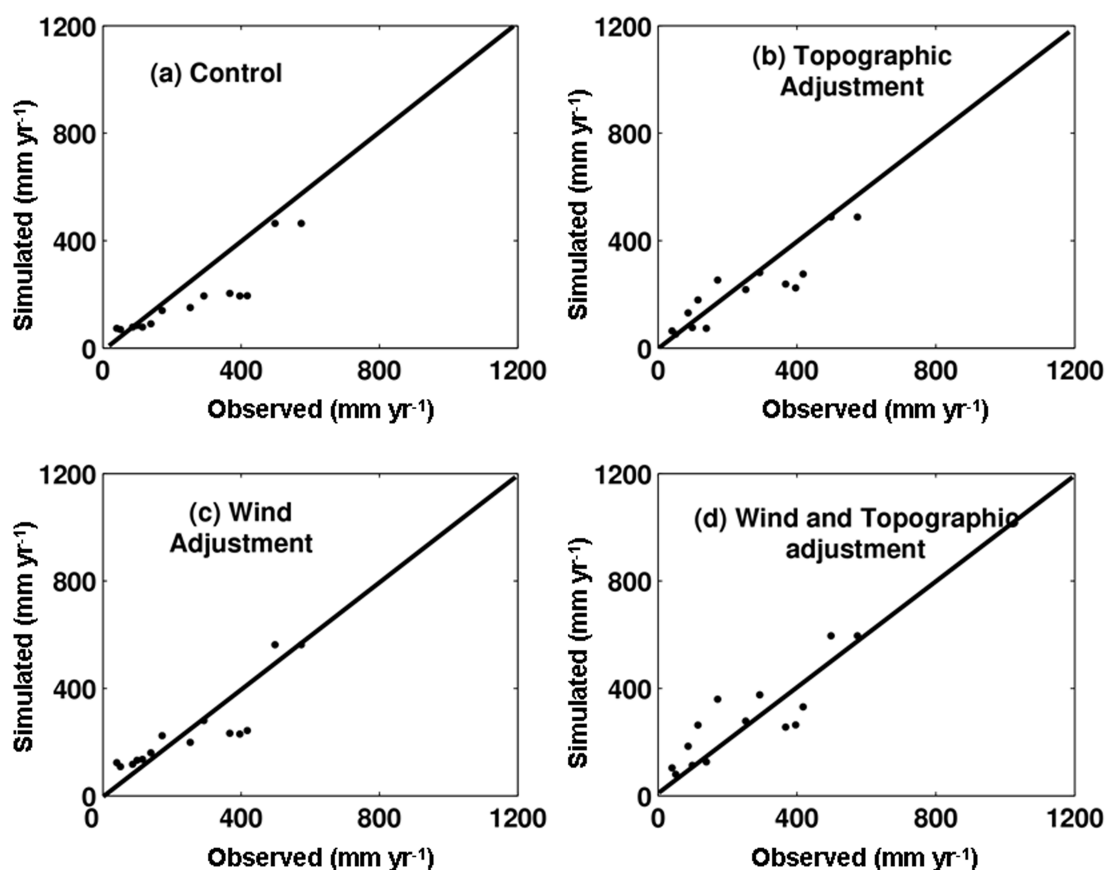 1200
(a) Control
800
400
0
Simulated (mm yr-1)
0 400 800 1200
Observed (mm yr-1)
1200
(b) Topographic
Adjustment
800
400
0
Simulated (mm yr-1)
0 400 800 1200
Observed (mm yr-1)
1200
(c) Wind
Adjustment
800
400
0
Simulated (mm yr-1)
0 400 800 1200
Observed (mm yr-1)
1200
(d) Wind and Topographic
adjustment
800
400
0
Simulated (mm yr-1)
0 400 800 1200
Observed (mm yr-1)